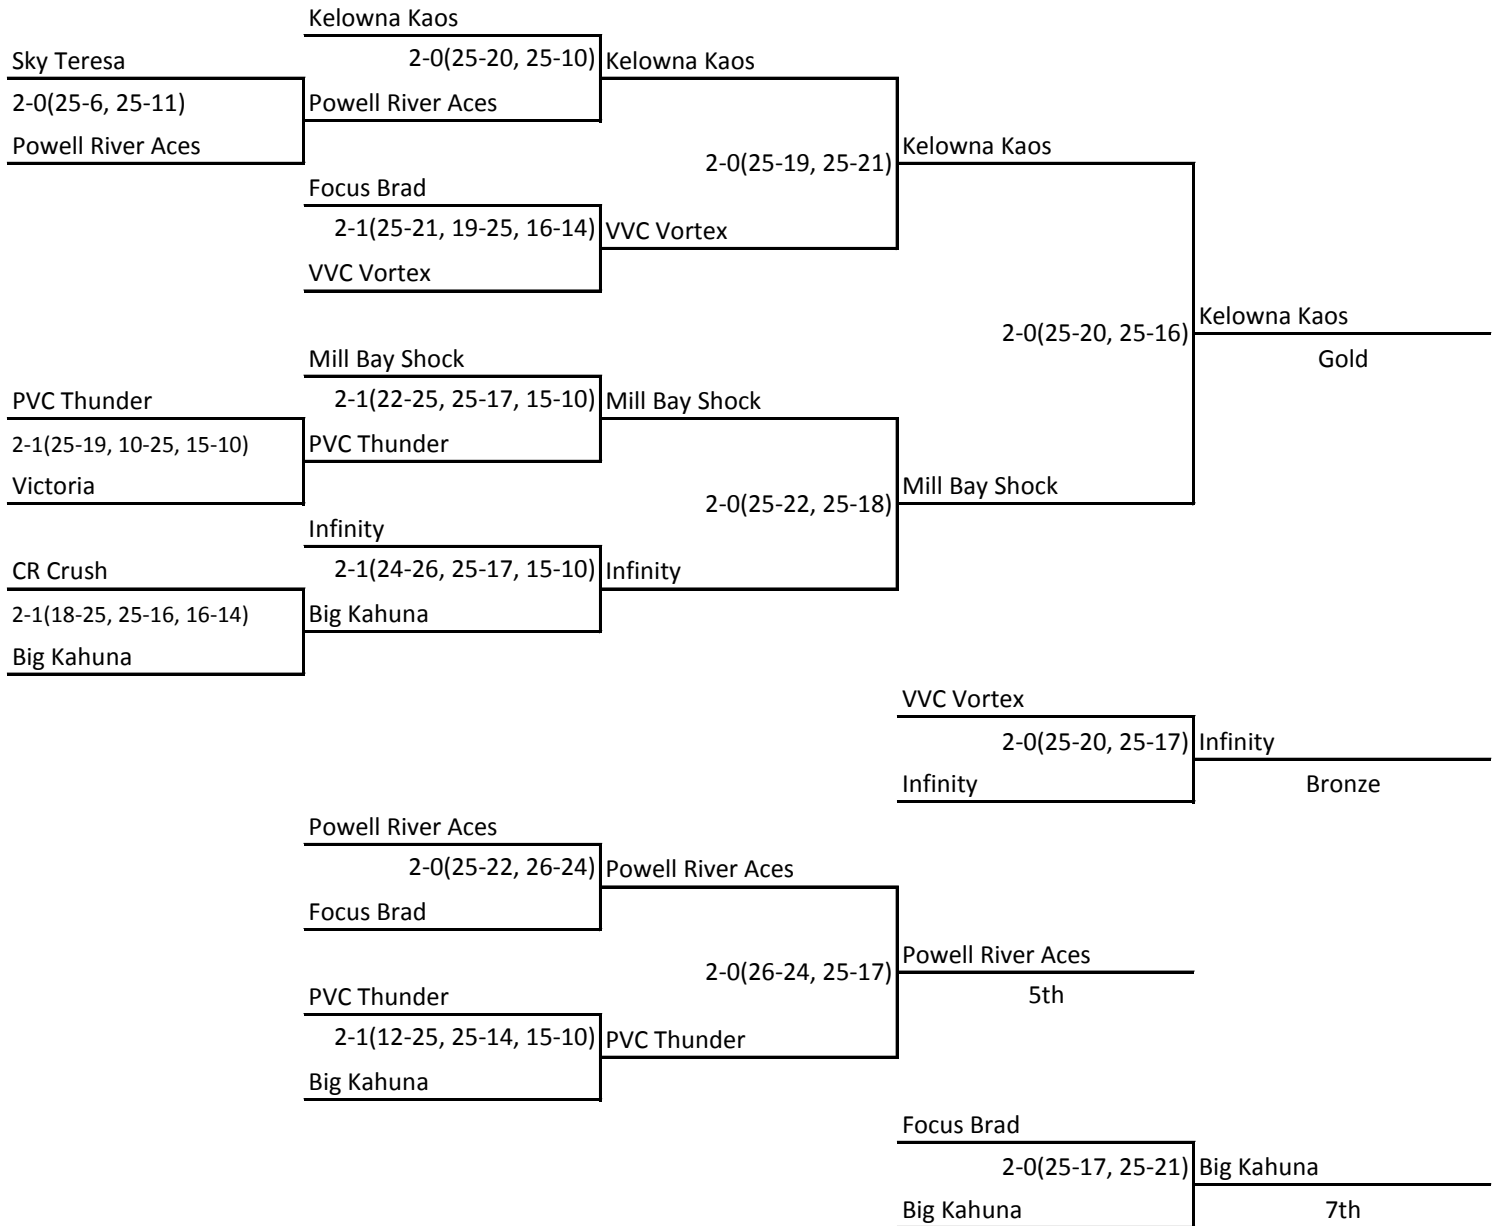 Kelowna Kaos
Sky Teresa
2-0(25-20, 25-10)
Kelowna Kaos
2-0(25-6, 25-11)
Powell River Aces
Powell River Aces
Kelowna Kaos
2-0(25-19, 25-21)
Focus Brad
2-1(25-21, 19-25, 16-14)
VVC Vortex
VVC Vortex
Kelowna Kaos
2-0(25-20, 25-16)
Gold
Mill Bay Shock
PVC Thunder
2-1(22-25, 25-17, 15-10)
Mill Bay Shock
2-1(25-19, 10-25, 15-10)
PVC Thunder
Victoria
Mill Bay Shock
2-0(25-22, 25-18)
Infinity
CR Crush
2-1(24-26, 25-17, 15-10)
Infinity
2-1(18-25, 25-16, 16-14)
Big Kahuna
Big Kahuna
VVC Vortex
2-0(25-20, 25-17)
Infinity
Infinity
Bronze
Powell River Aces
2-0(25-22, 26-24)
Powell River Aces
Focus Brad
Powell River Aces
2-0(26-24, 25-17)
5th
PVC Thunder
2-1(12-25, 25-14, 15-10)
PVC Thunder
Big Kahuna
Focus Brad
2-0(25-17, 25-21)
Big Kahuna
Big Kahuna
7th